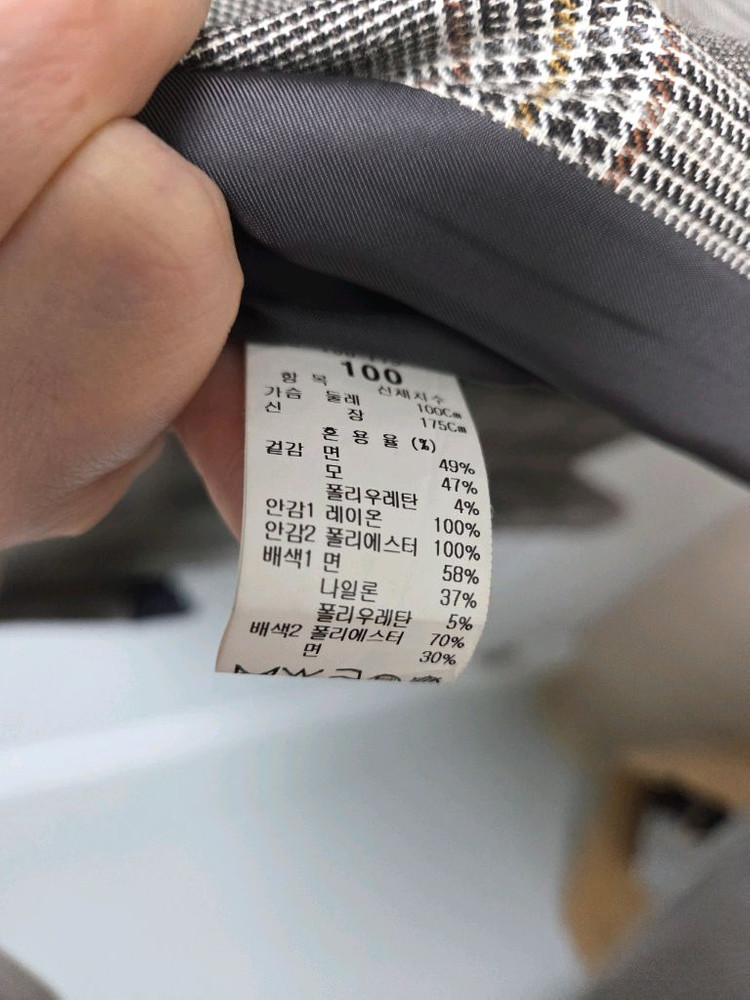 100
항 목 신체치수
가슴 둘레 100Cm
신 장 175Cm
혼 용 율 (%)
겉감 면 49%
모 47%
폴리우레탄 4%
안감1 레이온 100%
안감2 폴리에스터 100%
배색1 면 58%
나일론 37%
폴리우레탄 5%
배색2 폴리에스터 70%
면 30%